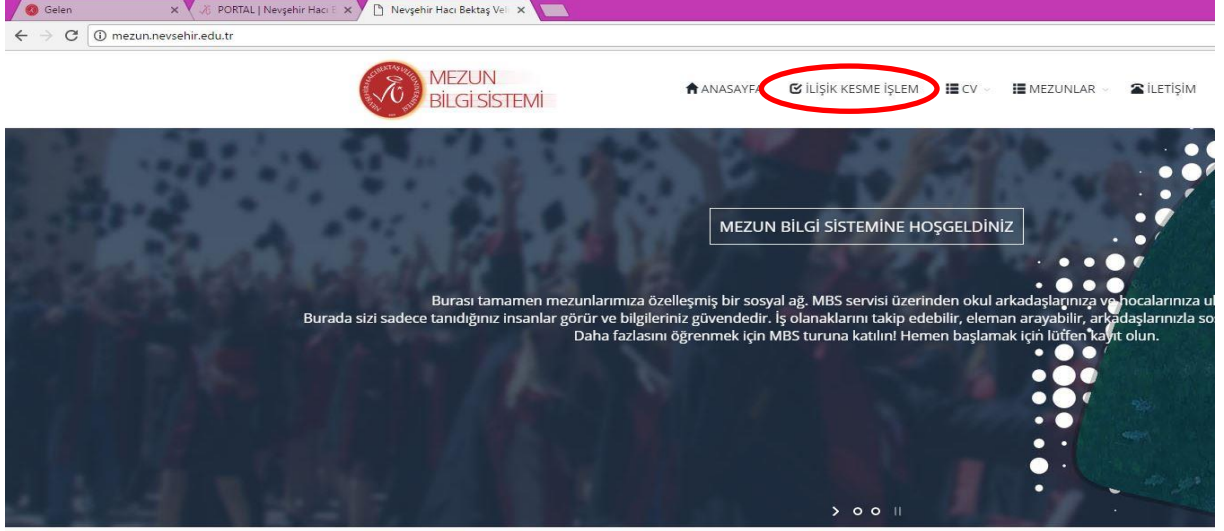 Gelen
PORTAL | Nevşehir Hacı B
Nevşehir Hacı Bektaş Vel
mezun.nevsehir.edu.tr
MEZUN
BİLGİ SİSTEMİ
ANASAYFA
İLİŞİK KESME İŞLEM
CV
MEZUNLAR
İLETİŞİM
MEZUN BİLGİ SİSTEMİNE HOŞGELDİNİZ
Burası tamamen mezunlarımıza özelleşmiş bir sosyal ağ. MBS servisi üzerinden okul arkadaşlarınıza ve hocalarınıza ul
Burada sizi sadece tanıdığınız insanlar görür ve bilgileriniz güvendedir. İş olanaklarını takip edebilir, eleman arayabilir, arkadaşlarınızla sos
Daha fazlasını öğrenmek için MBS turuna katılın! Hemen başlamak için lütfen kayıt olun.